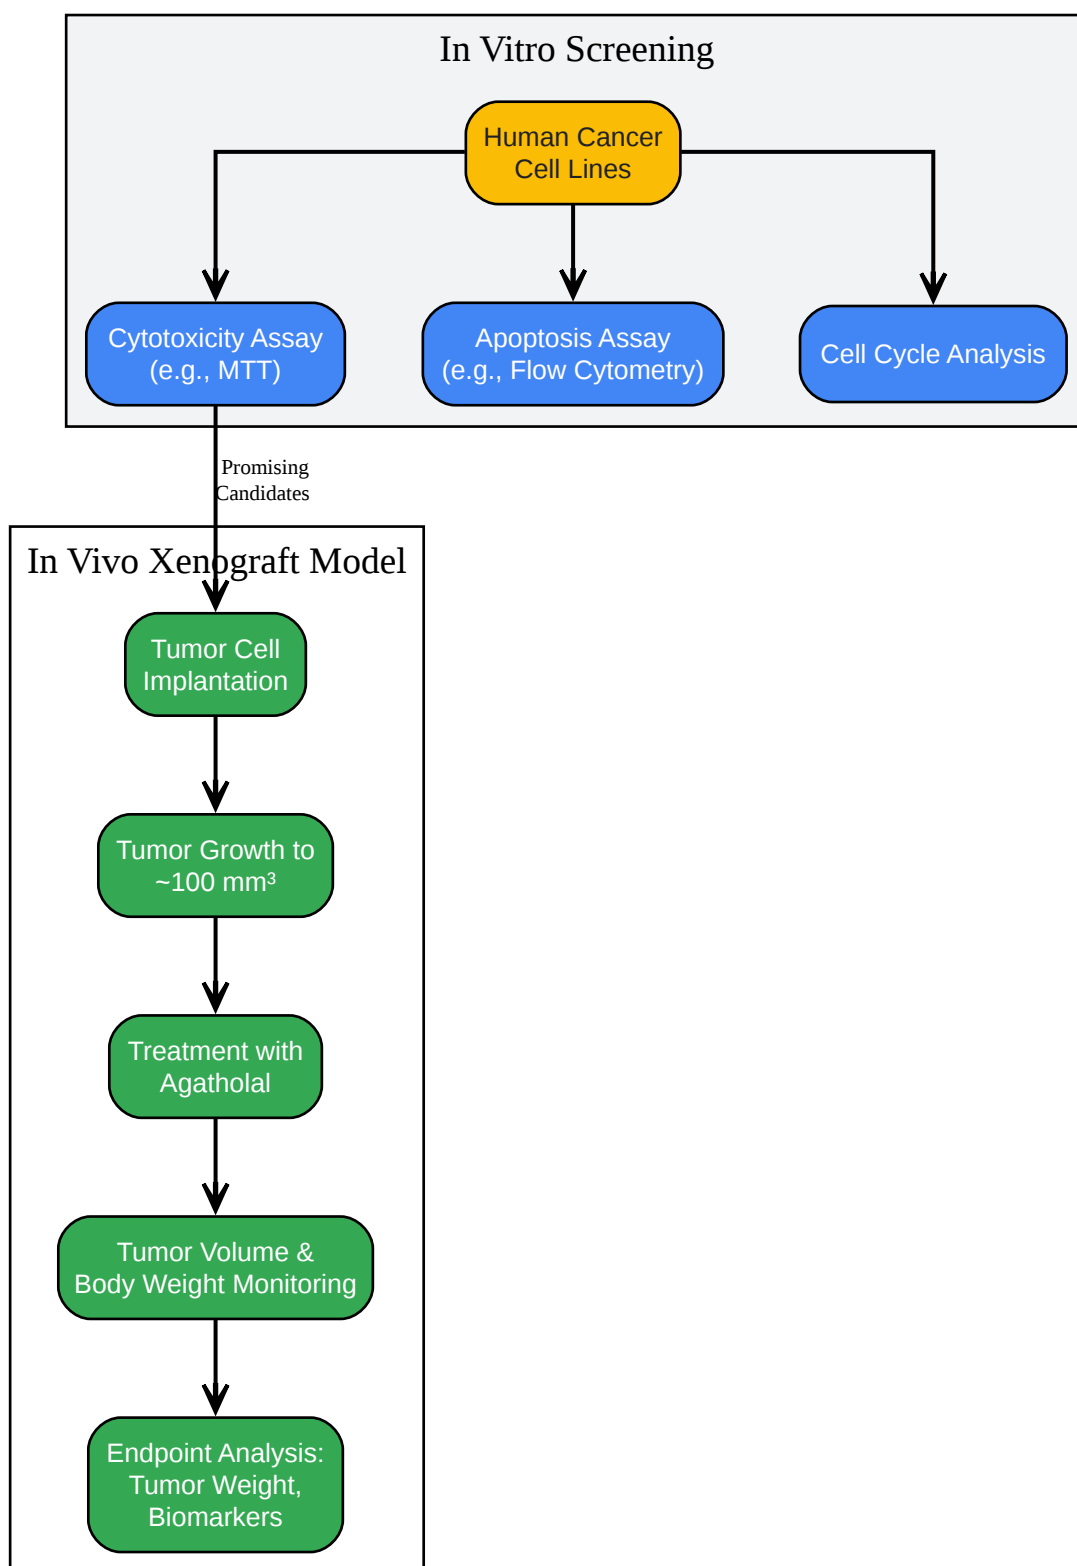 In Vitro Screening
Human Cancer
Cell Lines
Cytotoxicity Assay
(e.g., MTT)
Apoptosis Assay
(e.g., Flow Cytometry)
Cell Cycle Analysis
Promising
Candidates
In Vivo Xenograft Model
Tumor Cell
Implantation
Tumor Growth to
~100 mm³
Treatment with
Agatholal
Tumor Volume &
Body Weight Monitoring
Endpoint Analysis:
Tumor Weight,
Biomarkers